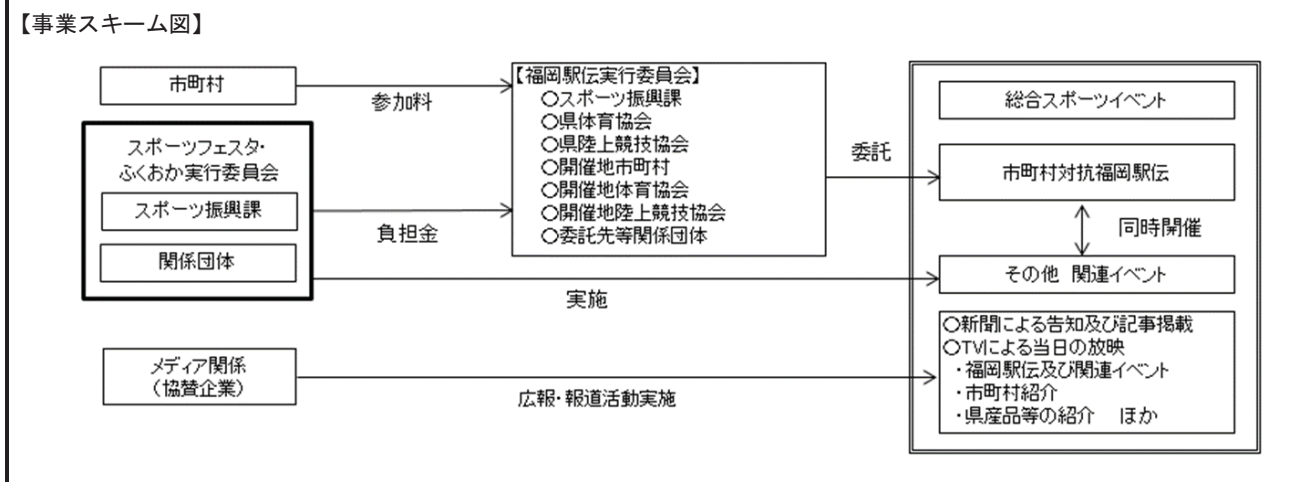 【事業スキーム図】
市町村
参加料
スポーツフェスタ・
ふくおか実行委員会
スポーツ振興課
関係団体
負担金
実施
メディア関係
（協賛企業）
広報・報道活動実施
【福岡駅伝実行委員会】
○スポーツ振興課
○県体育協会
○県陸上競技協会
○開催地市町村
○開催地体育協会
○開催地陸上競技協会
○委託先等関係団体
委託
総合スポーツイベント
市町村対抗福岡駅伝
同時開催
その他 関連イベント
○新聞による告知及び記事掲載
○TVによる当日の放映
・福岡駅伝及び関連イベント
・市町村紹介
・県産品等の紹介 ほか